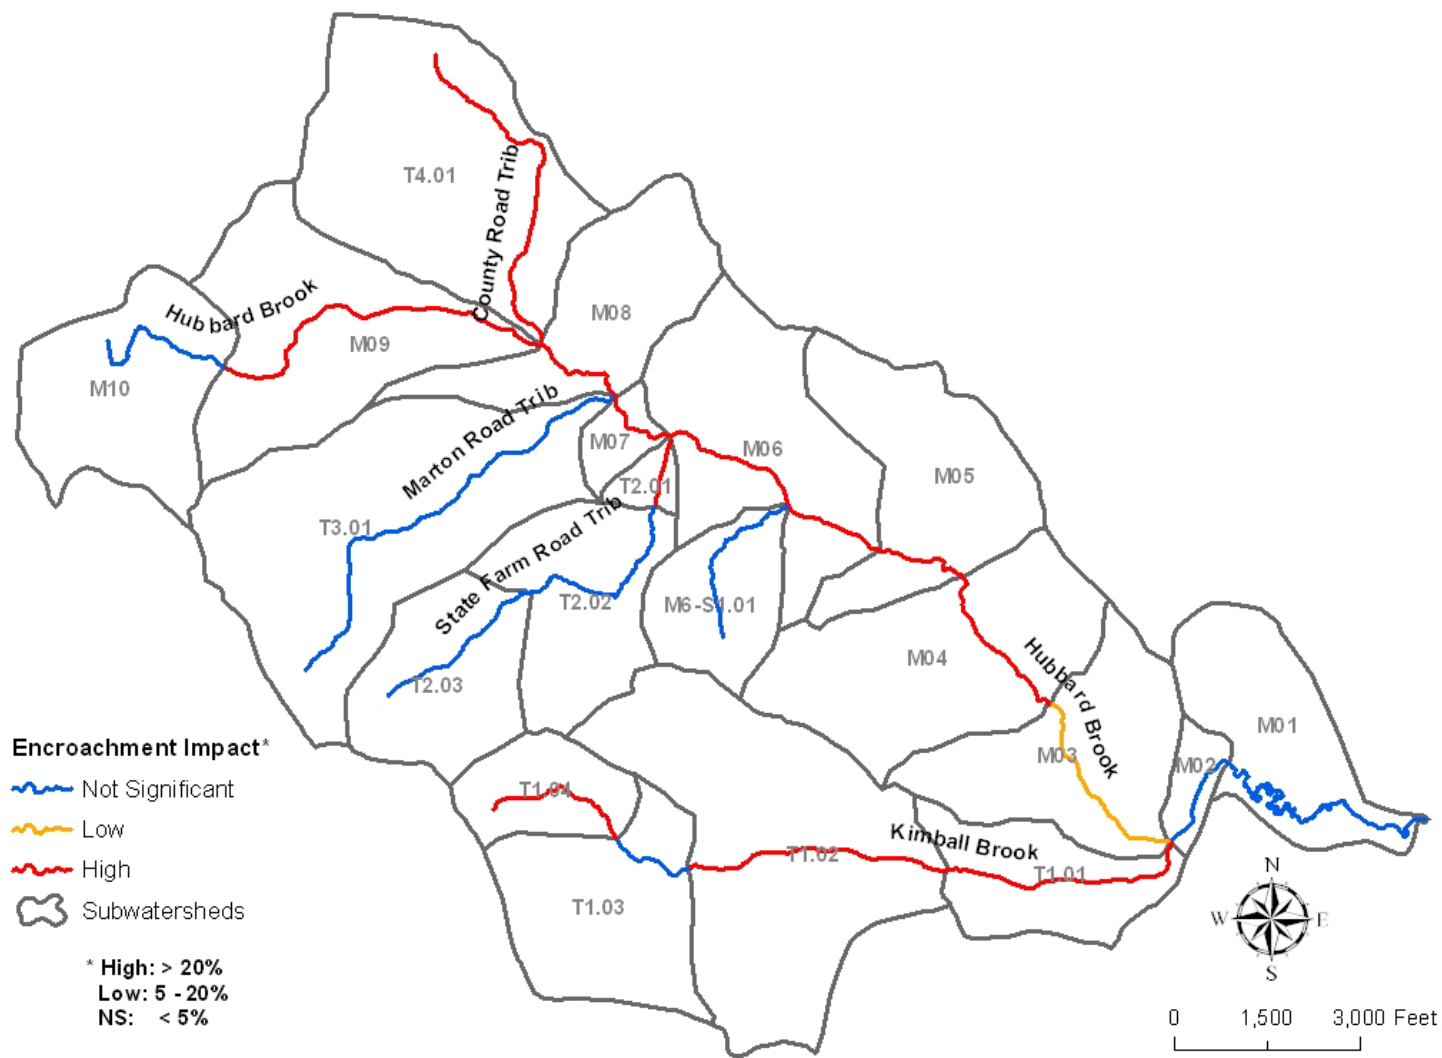 T4.01
County Road Trib
Hubbard Brook
M08
M09
M10
Marton Road Trib
M07
M06
M05
T2.01
T3.01
State Farm Road Trib
T2.02
M6-S1.01
M04
Hubbard Brook
T2.03
M01
M03
M02
Encroachment Impact*
Not Significant
Low
High
Subwatersheds
* High: > 20%
Low: 5 - 20%
NS: < 5%
T1.04
Kimball Brook
T1.02
T1.01
T1.03
N
W
E
S
0 1,500 3,000 Feet